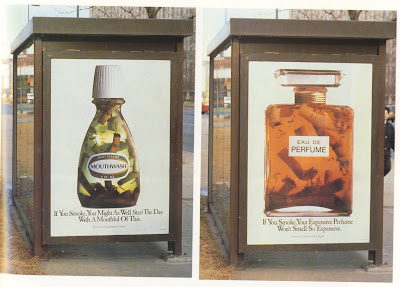 MOUTHWASH
If You Smoke, You Might As Well Start The Day
With A Mouthful Of This.
EAU DE
PERFUME
If You Smoke, Your Expensive Perfume
Won't Smell So Expensive.